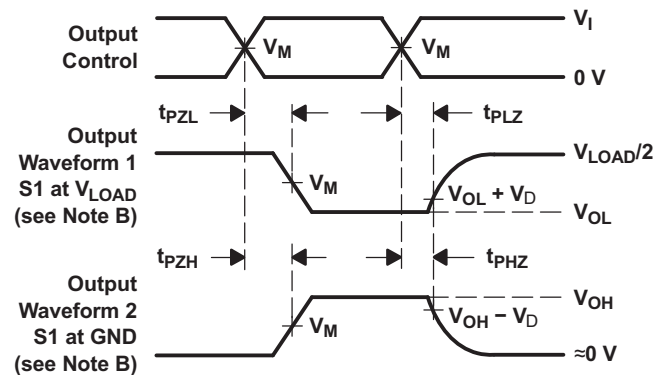 Output
Control
V_M
V_M
V_I
0 V
t_PZL
t_PLZ
Output
Waveform 1
S1 at V_LOAD
(see Note B)
V_M
V_OL + V_D
V_LOAD/2
V_OL
t_PZH
t_PHZ
Output
Waveform 2
S1 at GND
(see Note B)
V_M
V_OH − V_D
V_OH
≈0 V